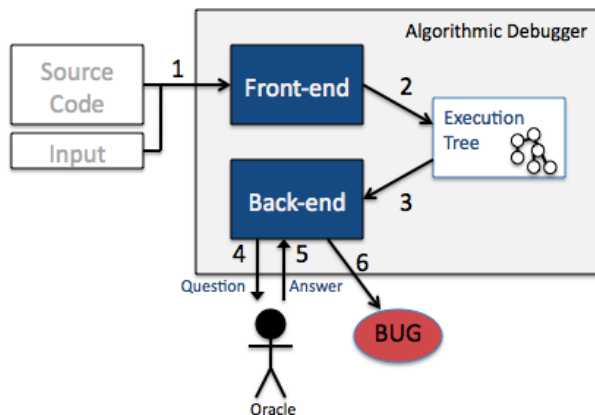 Algorithmic Debugger
Source
Code
1
Front-end
2
Execution
Tree
Input
Back-end
3
4
5
6
Question
Answer
BUG
Oracle